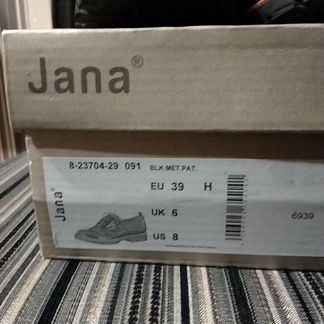 Jana®
8-23704-29 091 BLK MET.PAT.
Jana®
EU 39 H
UK 6
US 8
6939